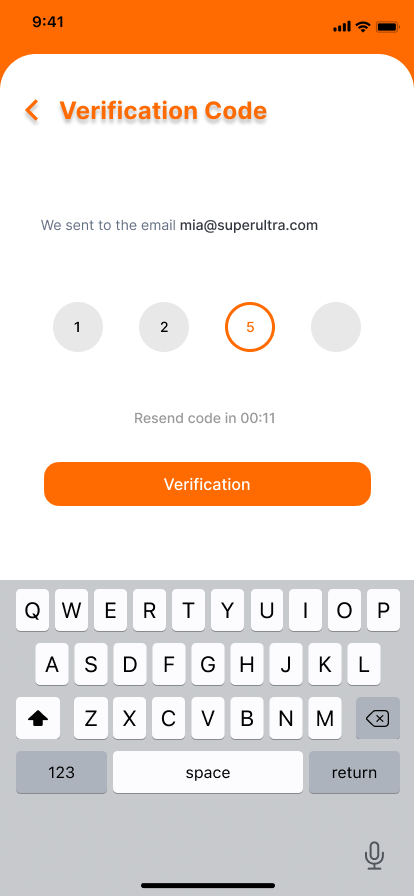 9:41
Verification Code
We sent to the email mia@superultra.com
1 2 5
Resend code in 00:11
Verification
Q W E R T Y U I O P
A S D F G H J K L
Z X C V B N M
123 space return